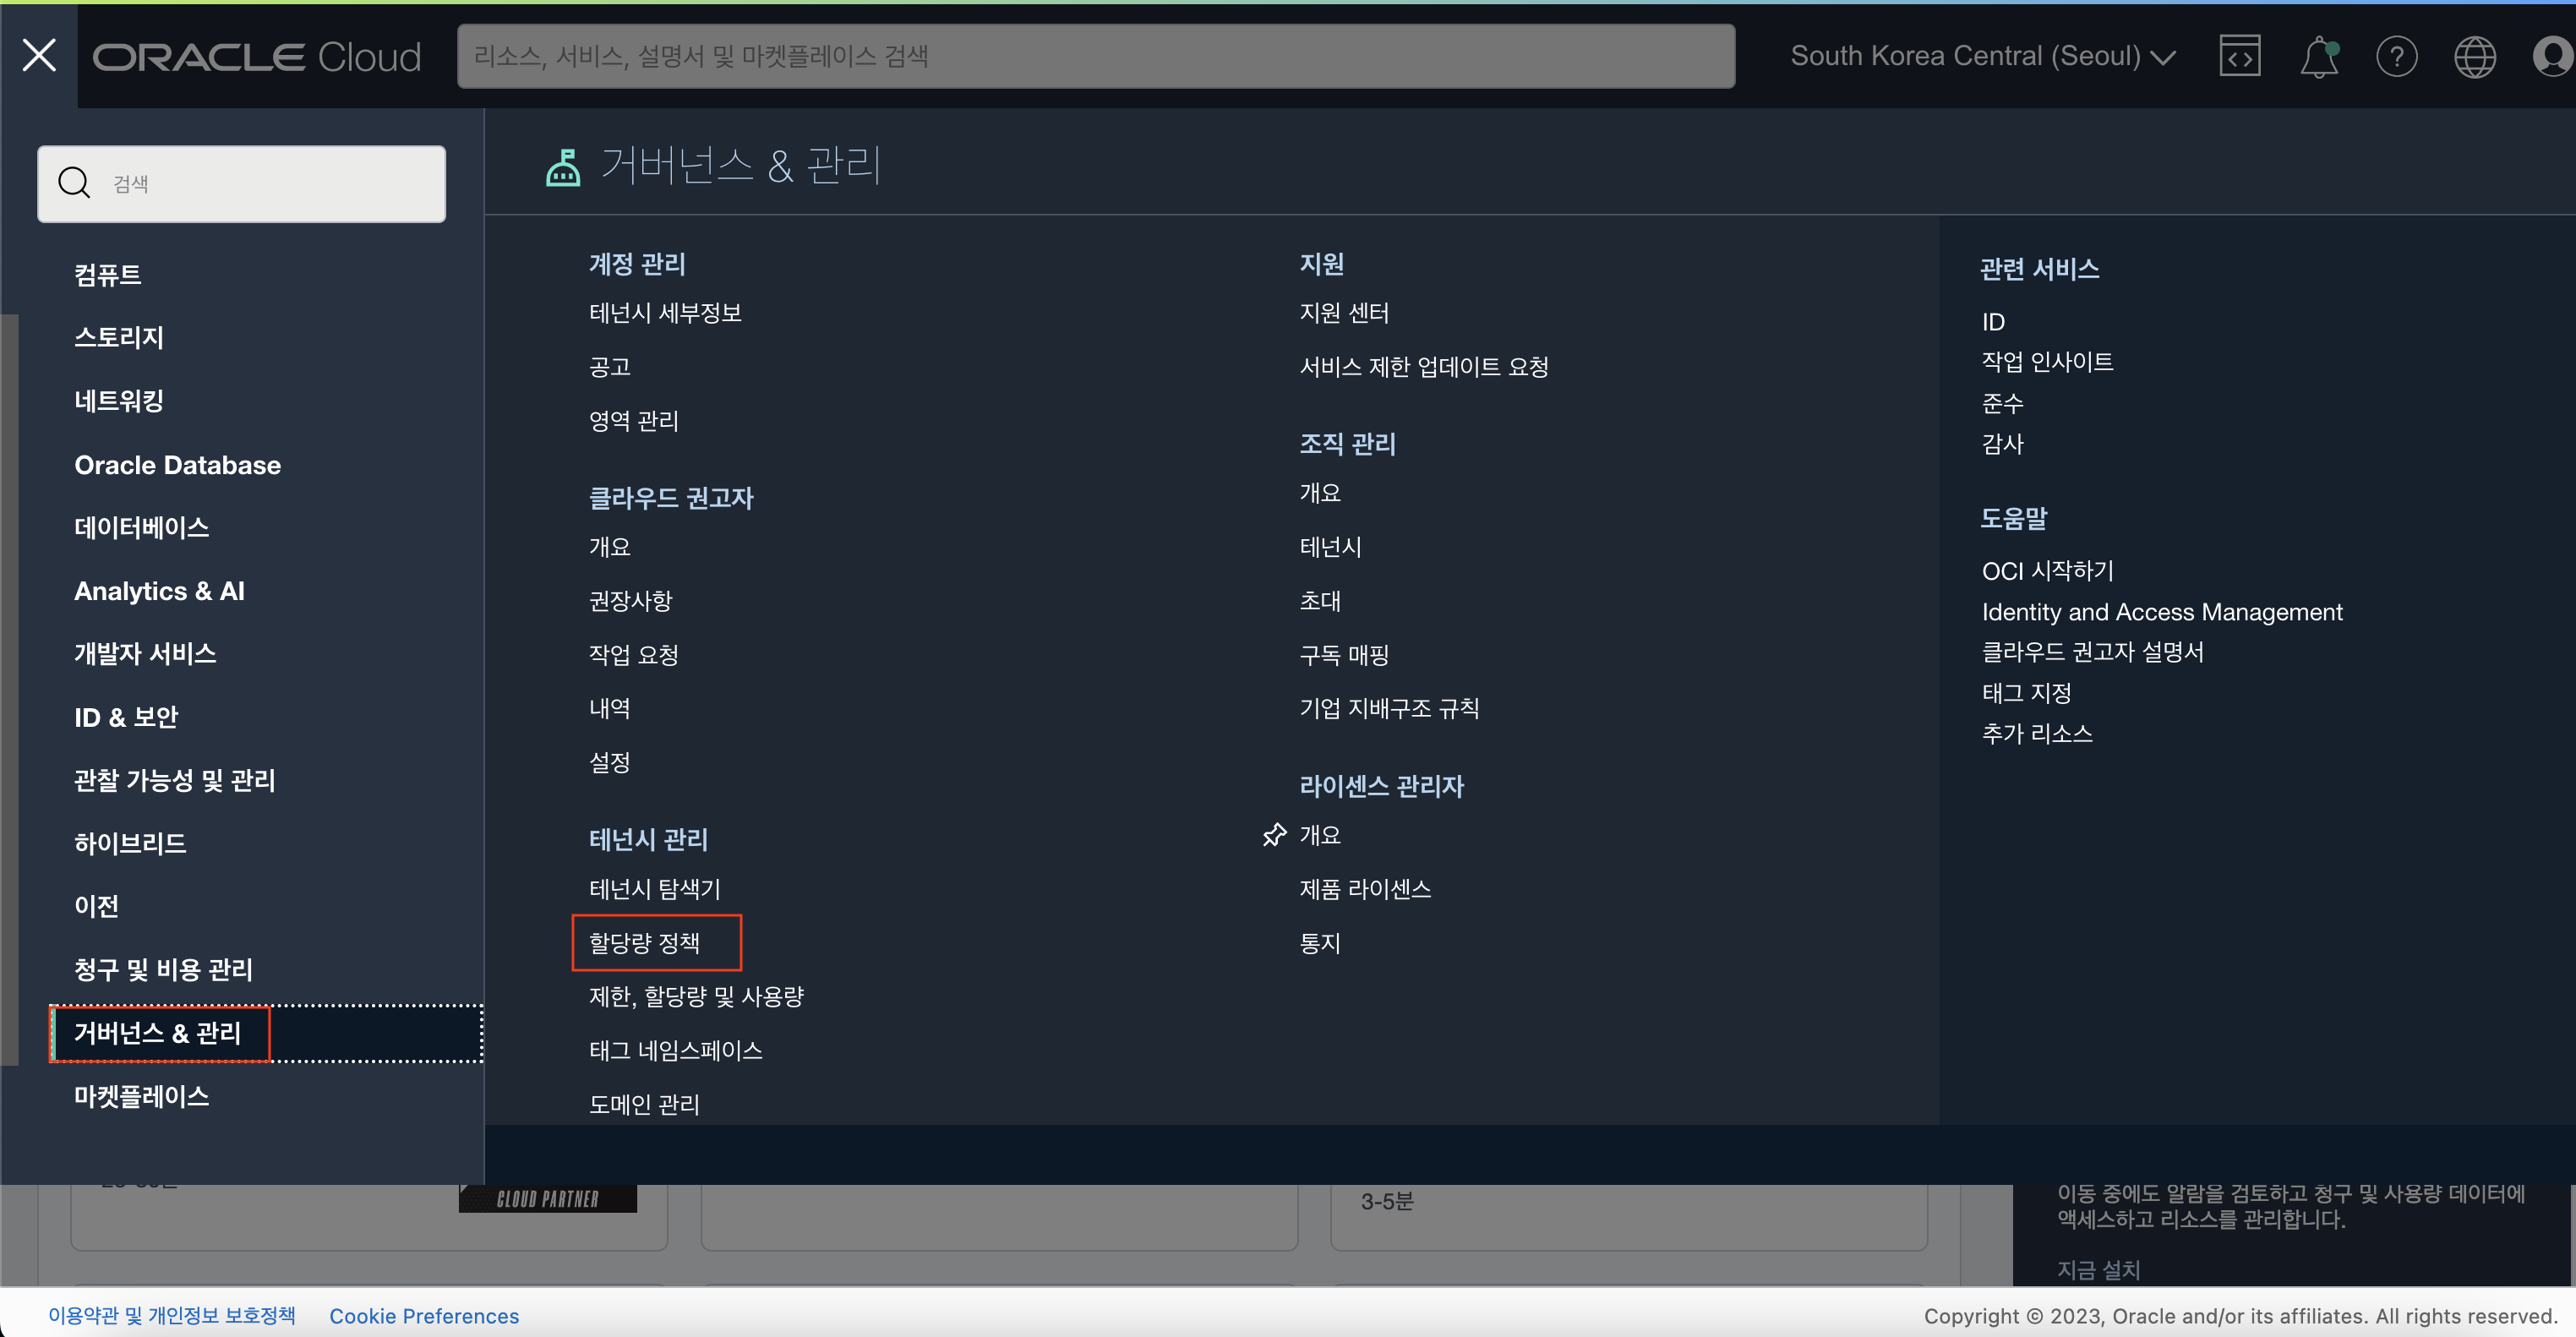 ORACLE Cloud
리소스, 서비스, 설명서 및 마켓플레이스 검색
South Korea Central (Seoul)
검색
컴퓨트
스토리지
네트워킹
Oracle Database
데이터베이스
Analytics & AI
개발자 서비스
ID & 보안
관찰 가능성 및 관리
하이브리드
이전
청구 및 비용 관리
거버넌스 & 관리
마켓플레이스
거버넌스 & 관리
계정 관리
테넌시 세부정보
공고
영역 관리
클라우드 권고자
개요
권장사항
작업 요청
내역
설정
테넌시 관리
테넌시 탐색기
할당량 정책
제한, 할당량 및 사용량
태그 네임스페이스
도메인 관리
지원
지원 센터
서비스 제한 업데이트 요청
조직 관리
개요
테넌시
초대
구독 매핑
기업 지배구조 규칙
라이센스 관리자
개요
제품 라이센스
통지
관련 서비스
ID
작업 인사이트
준수
감사
도움말
OCI 시작하기
Identity and Access Management
클라우드 권고자 설명서
태그 지정
추가 리소스
CLOUD PARTNER
3-5분
이동 중에도 알람을 검토하고 청구 및 사용량 데이터에
액세스하고 리소스를 관리합니다.
지금 설치
이용약관 및 개인정보 보호정책
Cookie Preferences
Copyright © 2023, Oracle and/or its affiliates. All rights reserved.